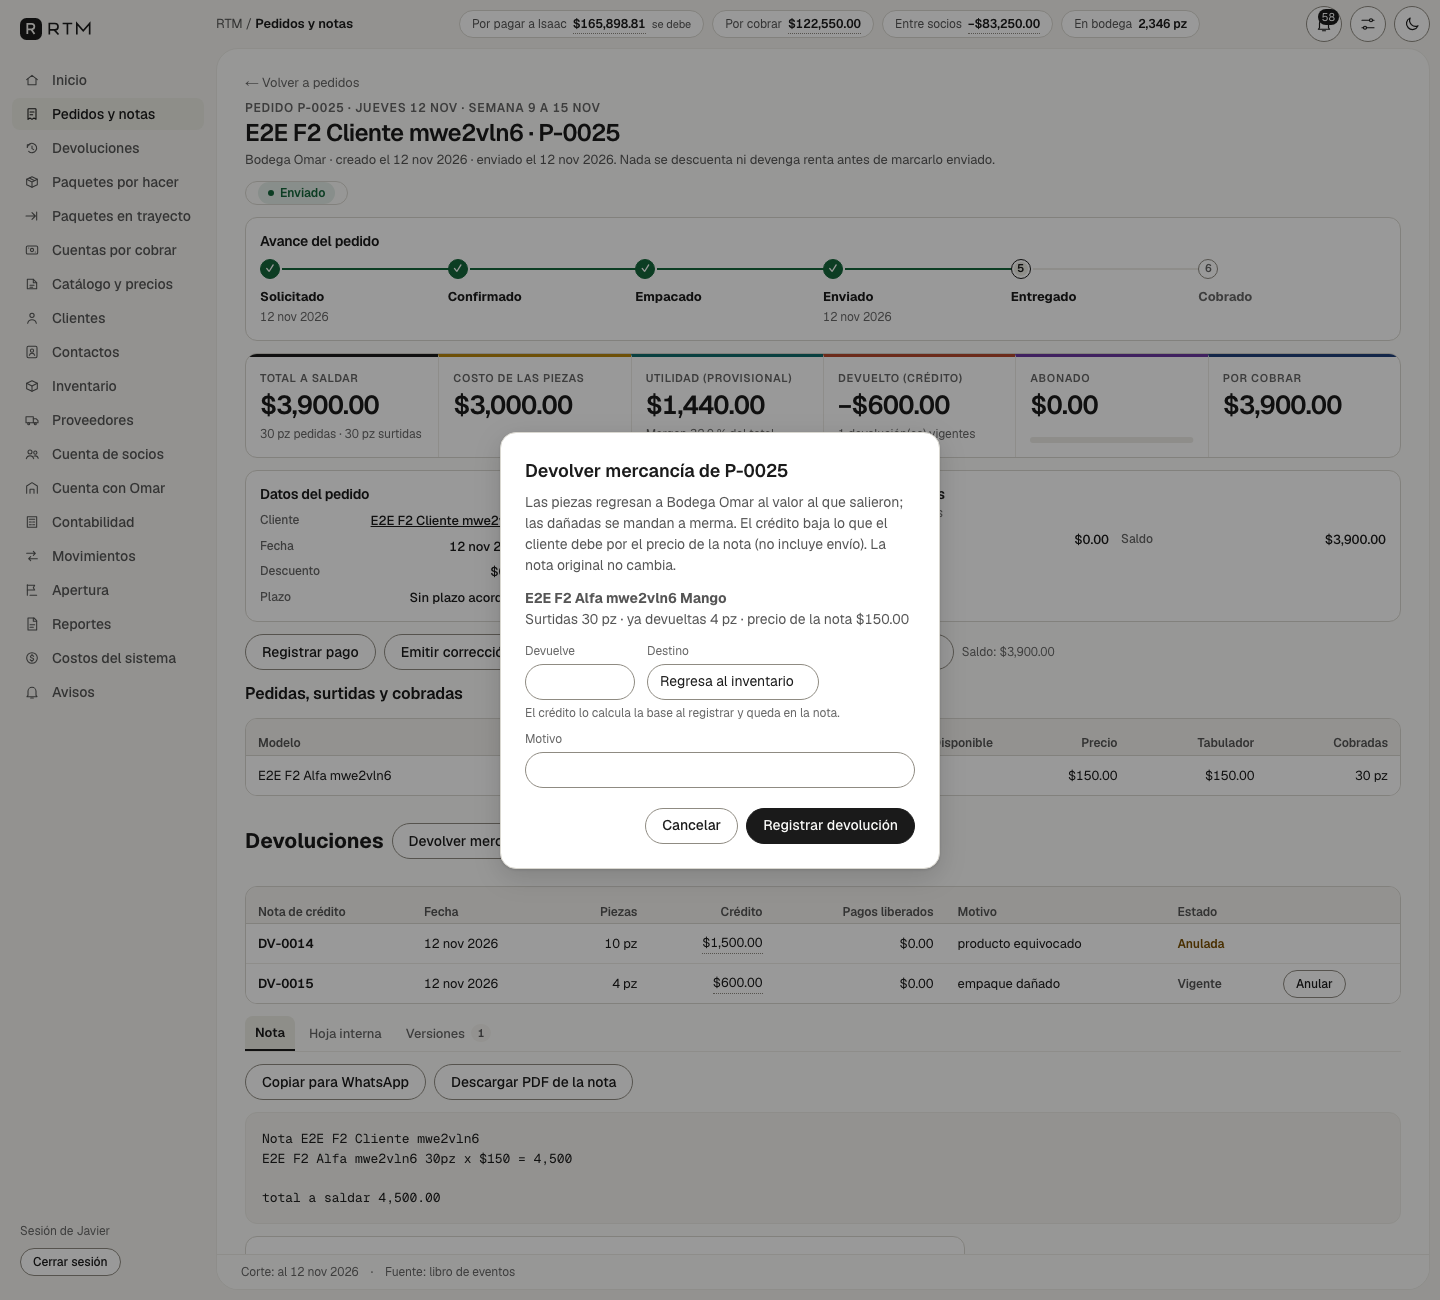 R RTM
RTM / Pedidos y notas
Por pagar a Isaac $165,898.81 se debe
Por cobrar $122,550.00
Entre socios −$83,250.00
En bodega 2,346 pz
58
Inicio
Pedidos y notas
Devoluciones
Paquetes por hacer
Paquetes en trayecto
Cuentas por cobrar
Catálogo y precios
Clientes
Contactos
Inventario
Proveedores
Cuenta de socios
Cuenta con Omar
Contabilidad
Movimientos
Apertura
Reportes
Costos del sistema
Avisos
Sesión de Javier
Cerrar sesión
← Volver a pedidos
PEDIDO P-0025 · JUEVES 12 NOV · SEMANA 9 A 15 NOV
E2E F2 Cliente mwe2vln6 · P-0025
Bodega Omar · creado el 12 nov 2026 · enviado el 12 nov 2026. Nada se descuenta ni devenga renta antes de marcarlo enviado.
Enviado
Avance del pedido
5 6
Solicitado Confirmado Empacado Enviado Entregado Cobrado
12 nov 2026 12 nov 2026
TOTAL A SALDAR COSTO DE LAS PIEZAS UTILIDAD (PROVISIONAL) DEVUELTO (CRÉDITO) ABONADO POR COBRAR
$3,900.00 $3,000.00 $1,440.00 −$600.00 $0.00 $3,900.00
30 pz pedidas · 30 pz surtidas vigentes
Datos del pedido
Cliente E2E F2 Cliente mwe2
Fecha 12 nov 2
Descuento
Plazo Sin plazo acor
$0.00 Saldo $3,900.00
Registrar pago Emitir correcci Saldo: $3,900.00
Pedidas, surtidas y cobradas
Modelo isponible Precio Tabulador Cobradas
E2E F2 Alfa mwe2vln6 $150.00 $150.00 30 pz
Devolver mercancía de P-0025
Las piezas regresan a Bodega Omar al valor al que salieron;
las dañadas se mandan a merma. El crédito baja lo que el
cliente debe por el precio de la nota (no incluye envío). La
nota original no cambia.
E2E F2 Alfa mwe2vln6 Mango
Surtidas 30 pz · ya devueltas 4 pz · precio de la nota $150.00
Devuelve Destino
Regresa al inventario
El crédito lo calcula la base al registrar y queda en la nota.
Motivo
Cancelar Registrar devolución
Devoluciones Devolver merc
Nota de crédito Fecha Piezas Crédito Pagos liberados Motivo Estado
DV-0014 12 nov 2026 10 pz $1,500.00 $0.00 producto equivocado Anulada
DV-0015 12 nov 2026 4 pz $600.00 $0.00 empaque dañado Vigente Anular
Nota Hoja interna Versiones 1
Copiar para WhatsApp Descargar PDF de la nota
Nota E2E F2 Cliente mwe2vln6
E2E F2 Alfa mwe2vln6 30pz x $150 = 4,500
total a saldar 4,500.00
Corte: al 12 nov 2026 · Fuente: libro de eventos